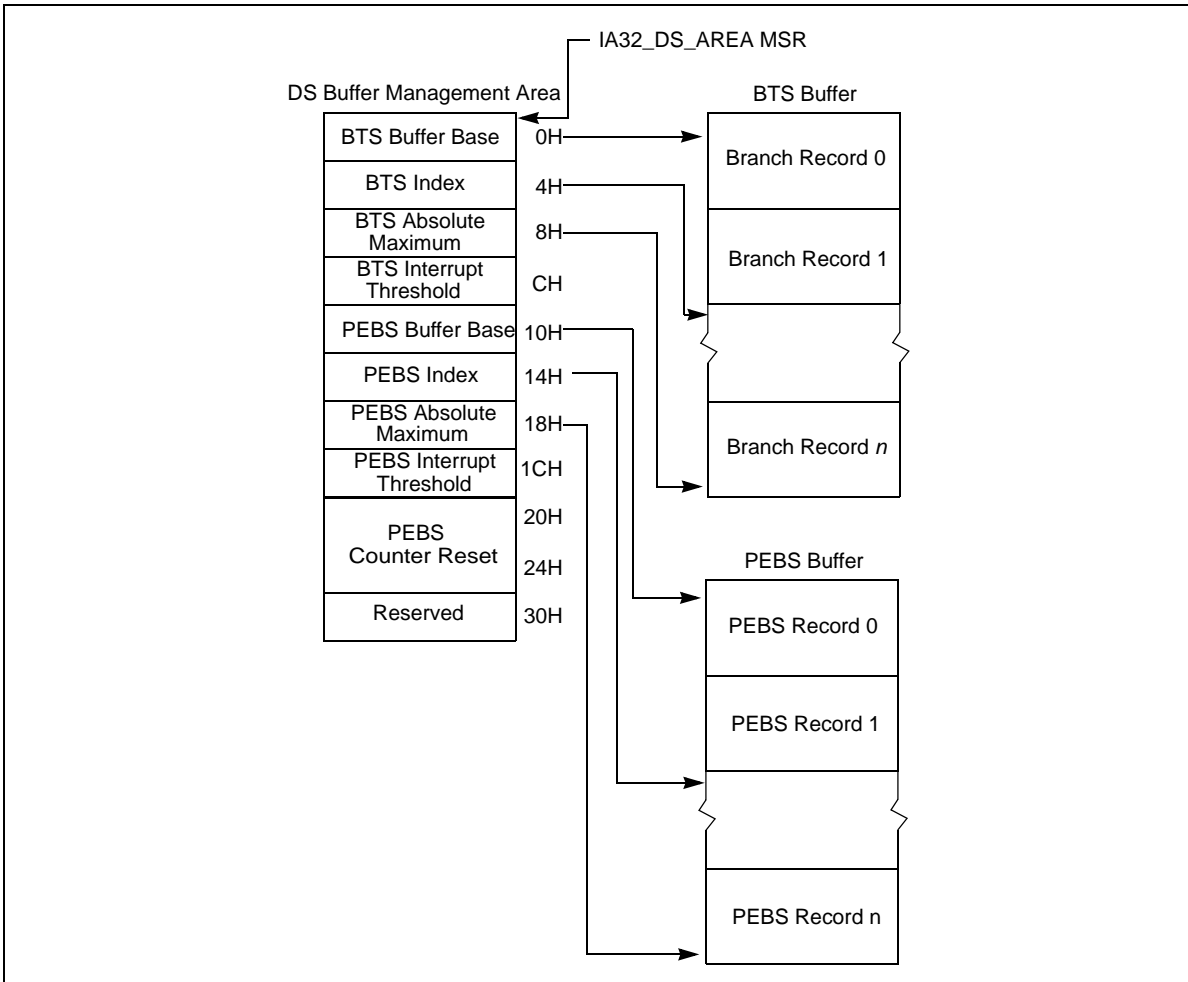 IA32_DS_AREA MSR
DS Buffer Management Area
BTS Buffer Base 0H
BTS Index 4H
BTS Absolute
Maximum 8H
BTS Interrupt
Threshold CH
PEBS Buffer Base 10H
PEBS Index 14H
PEBS Absolute
Maximum 18H
PEBS Interrupt
Threshold 1CH
20H
PEBS
Counter Reset
24H
Reserved 30H
BTS Buffer
Branch Record 0
Branch Record 1
Branch Record n
PEBS Buffer
PEBS Record 0
PEBS Record 1
PEBS Record n